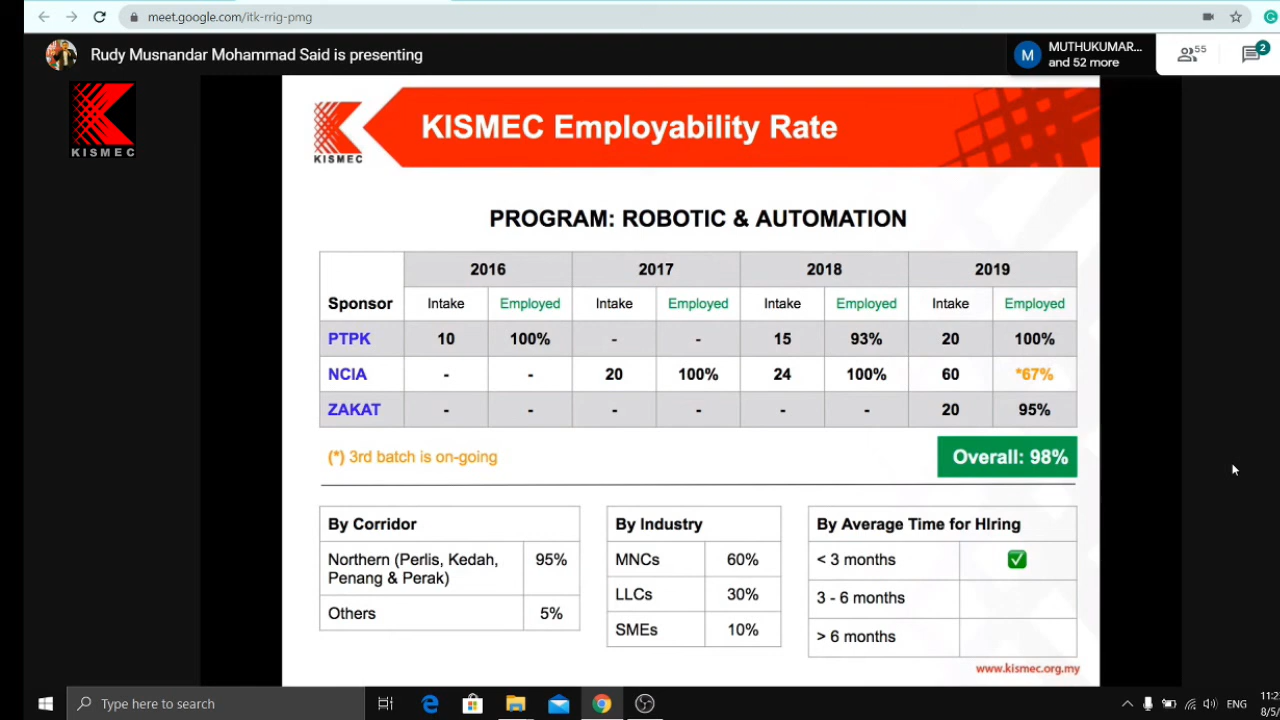 meet.google.com/itk-rrig-pmg
Rudy Musnandar Mohammad Said is presenting
M
MUTHUKUMAR...
and 52 more
55
2
KISMEC
KISMEC
KISMEC Employability Rate
PROGRAM: ROBOTIC & AUTOMATION
Sponsor 2016 2017 2018 2019
Intake Employed Intake Employed Intake Employed Intake Employed
PTPK 10 100% - - 15 93% 20 100%
NCIA - - 20 100% 24 100% 60 *67%
ZAKAT - - - - - - 20 95%
(*) 3rd batch is on-going
Overall: 98%
By Corridor
Northern (Perlis, Kedah, Penang & Perak) 95%
Others 5%
By Industry
MNCs 60%
LLCs 30%
SMEs 10%
By Average Time for HIring
< 3 months
3 - 6 months
> 6 months
www.kismec.org.my
Type here to search
ENG